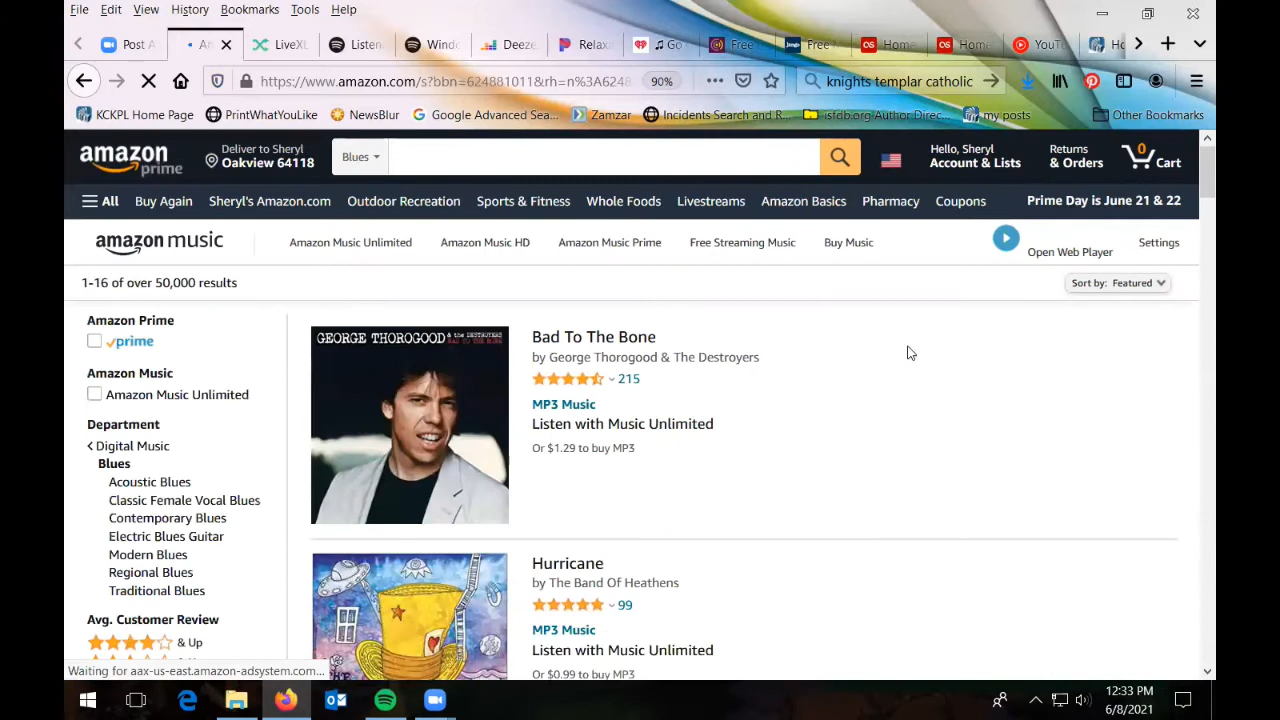 File Edit View History Bookmarks Tools Help
Post A An LiveXL Listen Windo Deeze Relaxi Go Free Free Home Home YouTu Ho
https://www.amazon.com/s?bbn=624881011&rh=n%3A6248 90% knights templar catholic
KCKPL Home Page PrintWhatYouLike NewsBlur Google Advanced Sea... Zamzar Incidents Search and R... isfdb.org Author Direc... my posts Other Bookmarks
amazon prime Deliver to Sheryl Oakview 64118 Blues Hello, Sheryl Account & Lists Returns & Orders 0 Cart
All Buy Again Sheryl's Amazon.com Outdoor Recreation Sports & Fitness Whole Foods Livestreams Amazon Basics Pharmacy Coupons Prime Day is June 21 & 22
amazon music Amazon Music Unlimited Amazon Music HD Amazon Music Prime Free Streaming Music Buy Music Open Web Player Settings
1-16 of over 50,000 results Sort by: Featured
Amazon Prime
prime
Amazon Music
Amazon Music Unlimited
Department
Digital Music
Blues
Acoustic Blues
Classic Female Vocal Blues
Contemporary Blues
Electric Blues Guitar
Modern Blues
Regional Blues
Traditional Blues
Avg. Customer Review
& Up
GEORGE THOROGOOD & the DESTROYERS
BAD TO THE BONE
Bad To The Bone
by George Thorogood & The Destroyers
215
MP3 Music
Listen with Music Unlimited
Or $1.29 to buy MP3
Hurricane
by The Band Of Heathens
99
MP3 Music
Listen with Music Unlimited
Or $0.99 to buy MP3
Waiting for aax-us-east.amazon-adsystem.com...
12:33 PM
6/8/2021